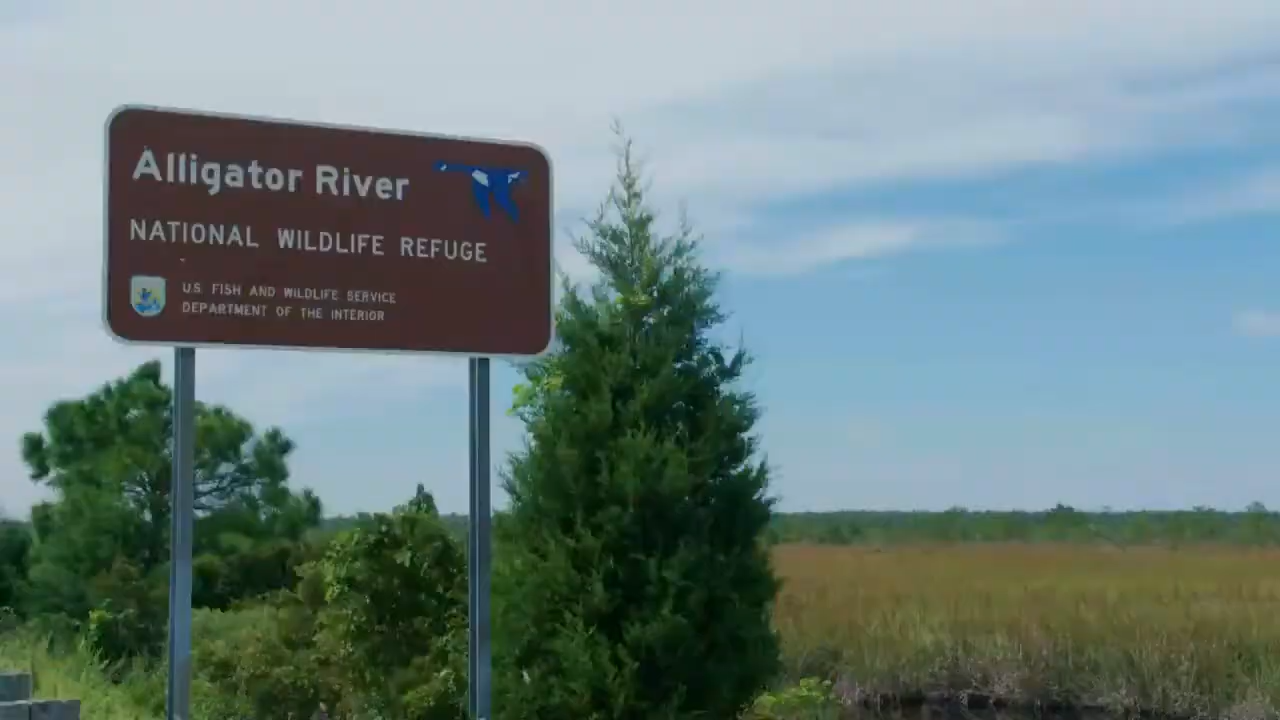 Alligator River
NATIONAL WILDLIFE REFUGE
U.S. FISH AND WILDLIFE SERVICE
DEPARTMENT OF THE INTERIOR